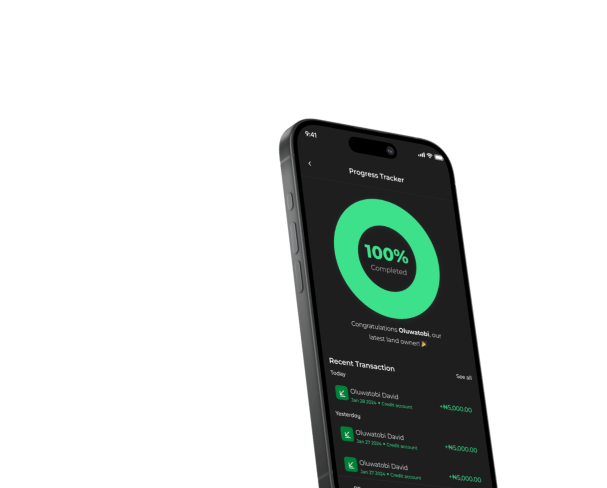 9:41
Progress Tracker
100%
Completed
Congratulations Oluwatobi, our
latest land owner! 🎉
Recent Transaction
See all
Today
Oluwatobi David
Jan 28 2024 • Credit account
+₦5,000.00
Yesterday
Oluwatobi David
Jan 27 2024 • Credit account
+₦5,000.00
Oluwatobi David
Jan 27 2024 • Credit account
+₦5,000.00